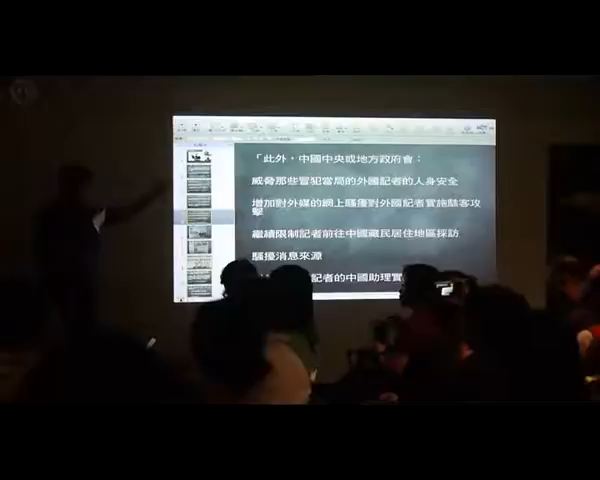 「此外，中國中央或地方政府會：
威脅那些冒犯當局的外國記者的人身安全
增加對外媒的網上騷擾對外國記者實施駭客攻
擊
繼續限制記者前往中國藏民居住地區採訪
騷擾消息來源
記者的中國助理實